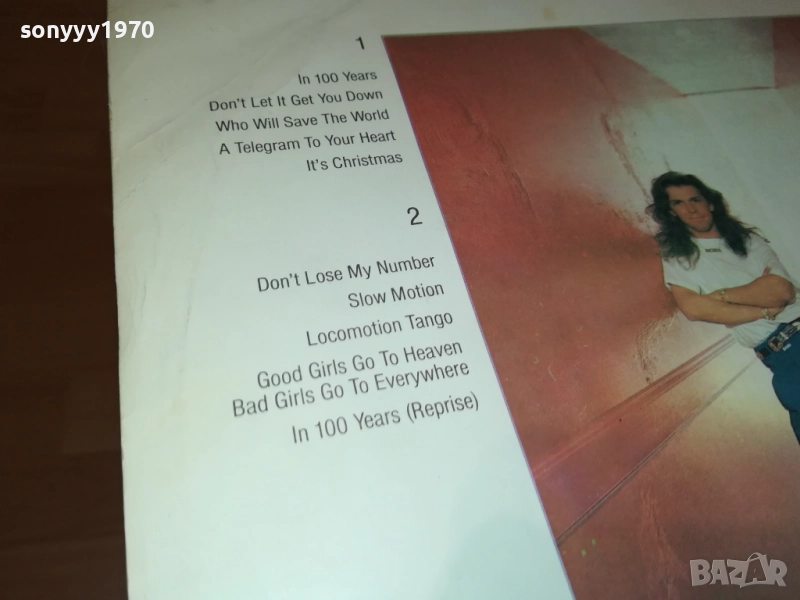 sonyyy1970
1
In 100 Years
Don't Let It Get You Down
Who Will Save The World
A Telegram To Your Heart
It's Christmas
2
Don't Lose My Number
Slow Motion
Locomotion Tango
Good Girls Go To Heaven
Bad Girls Go To Everywhere
In 100 Years (Reprise)
BAZAR